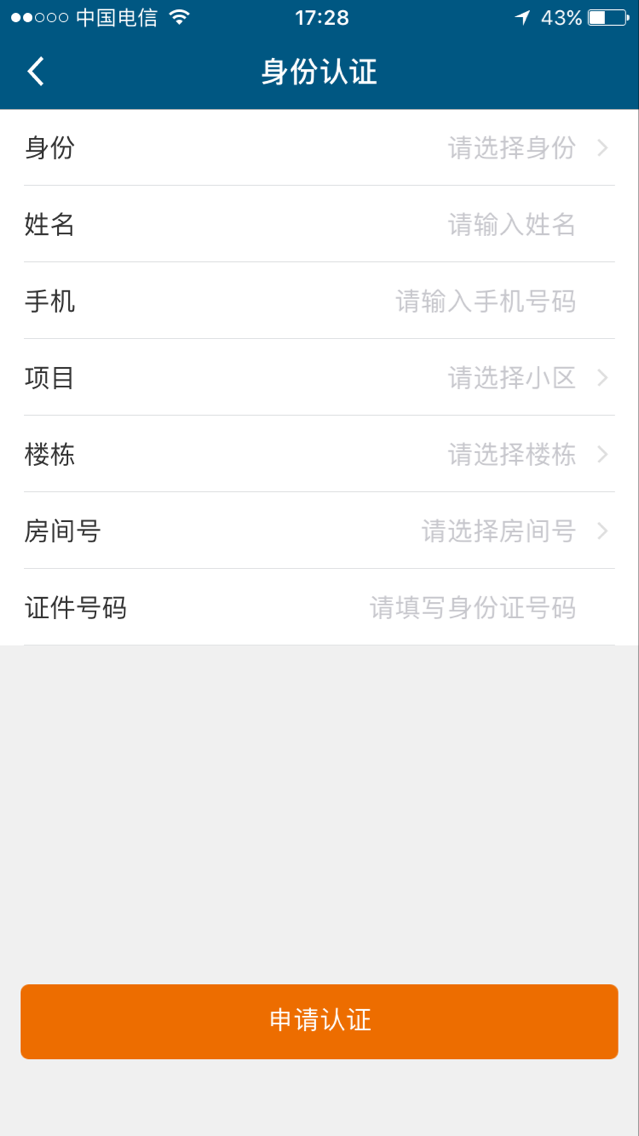 中国电信 17:28 43%
身份认证
身份 请选择身份
姓名 请输入姓名
手机 请输入手机号码
项目 请选择小区
楼栋 请选择楼栋
房间号 请选择房间号
证件号码 请填写身份证号码
申请认证